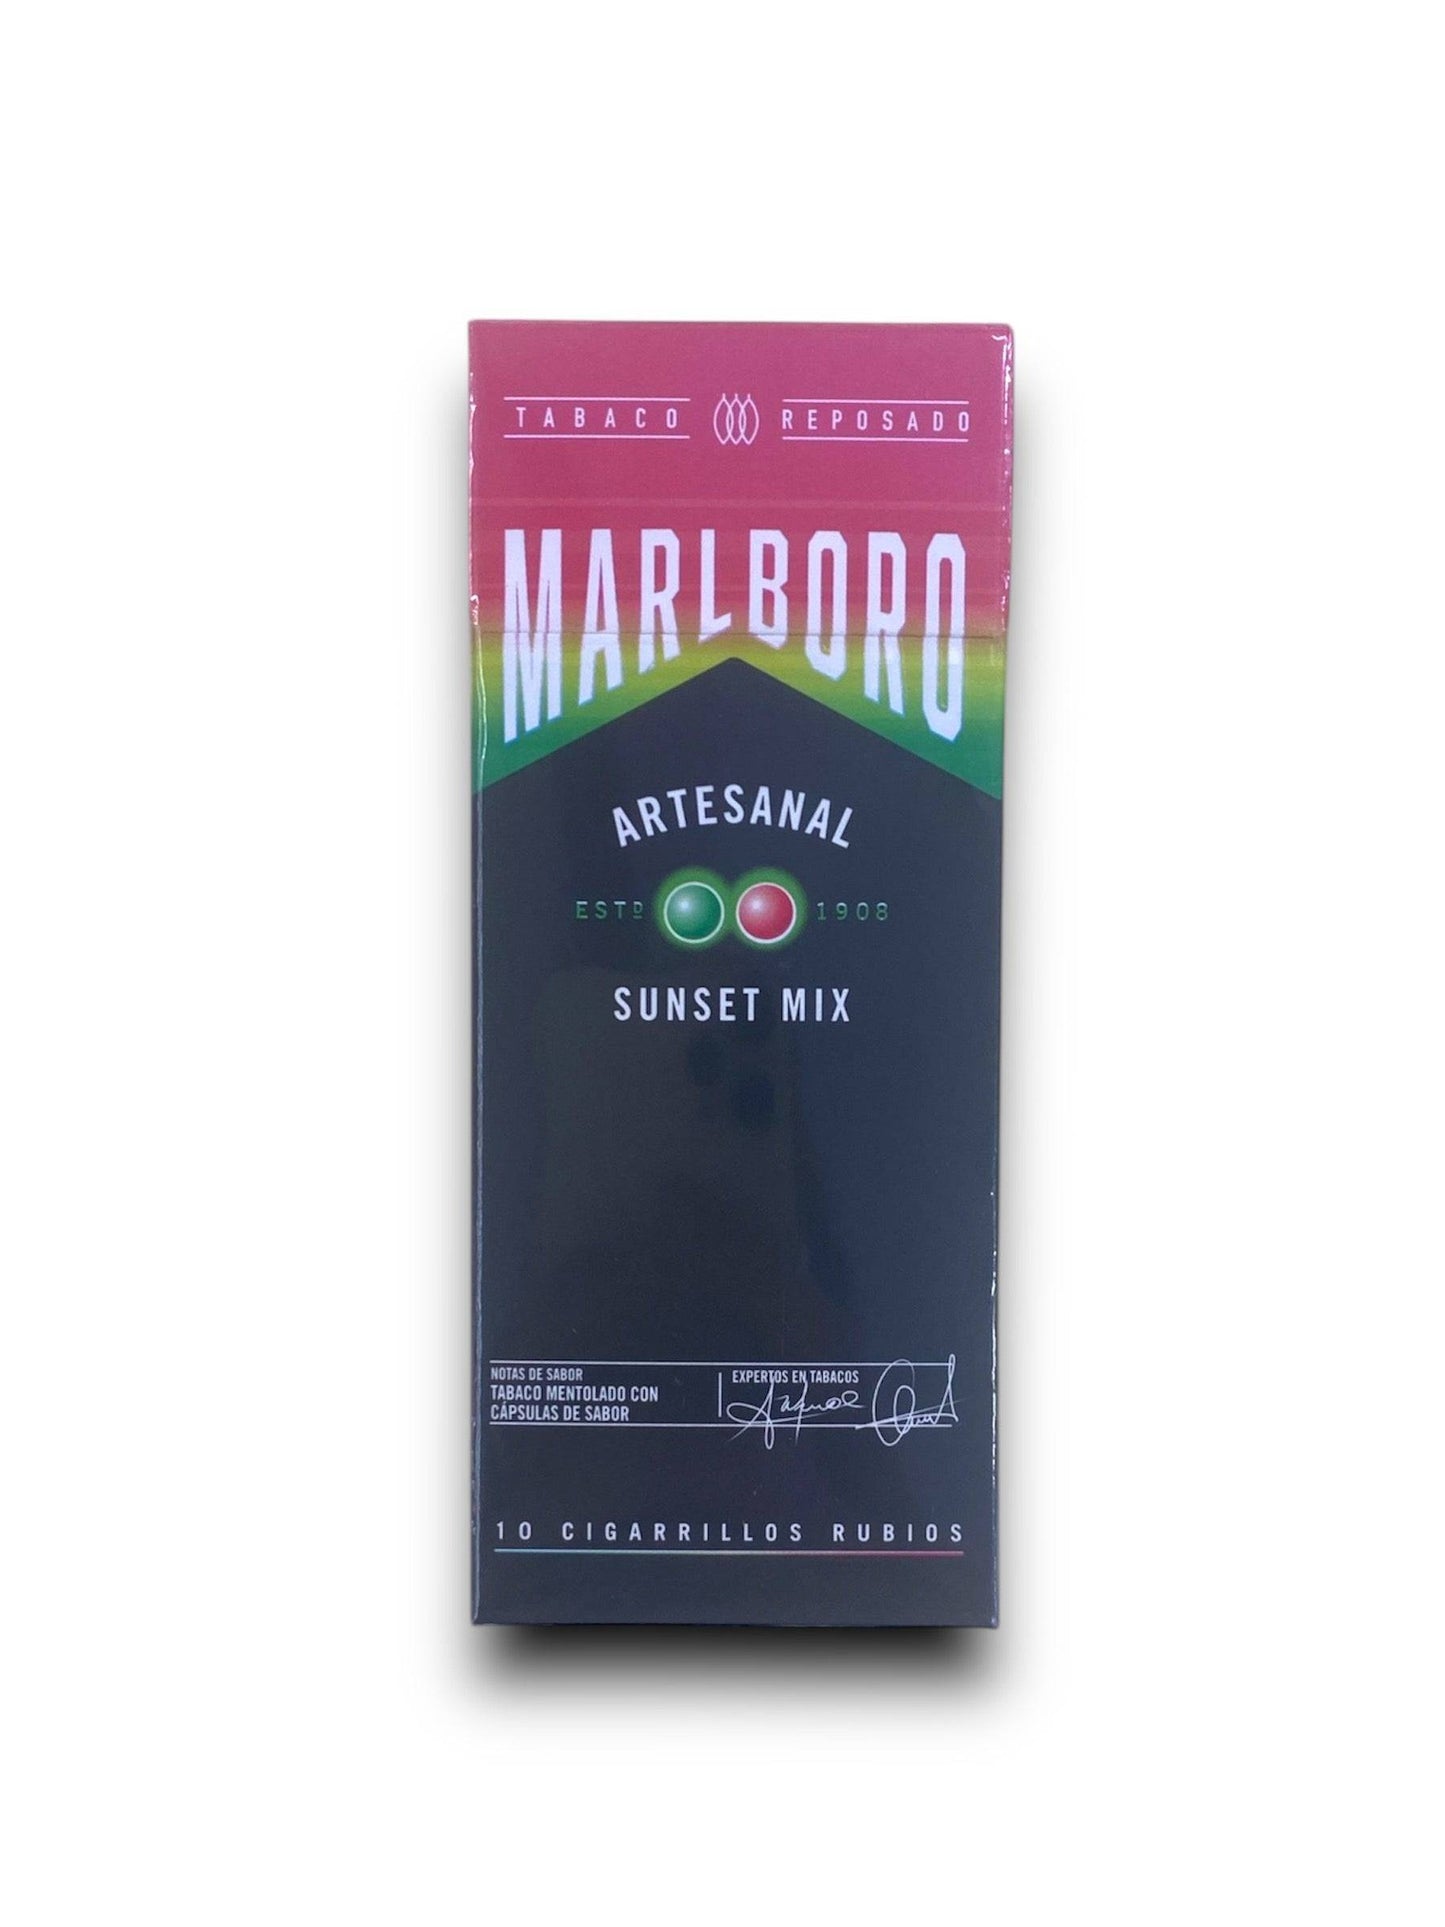 TABACO REPOSADO
MARLBORO
ARTESANAL
ESTD 1908
SUNSET MIX
NOTAS DE SABOR
TABACO MENTOLADO CON
CÁPSULAS DE SABOR
EXPERTOS EN TABACOS
10 CIGARRILLOS RUBIOS